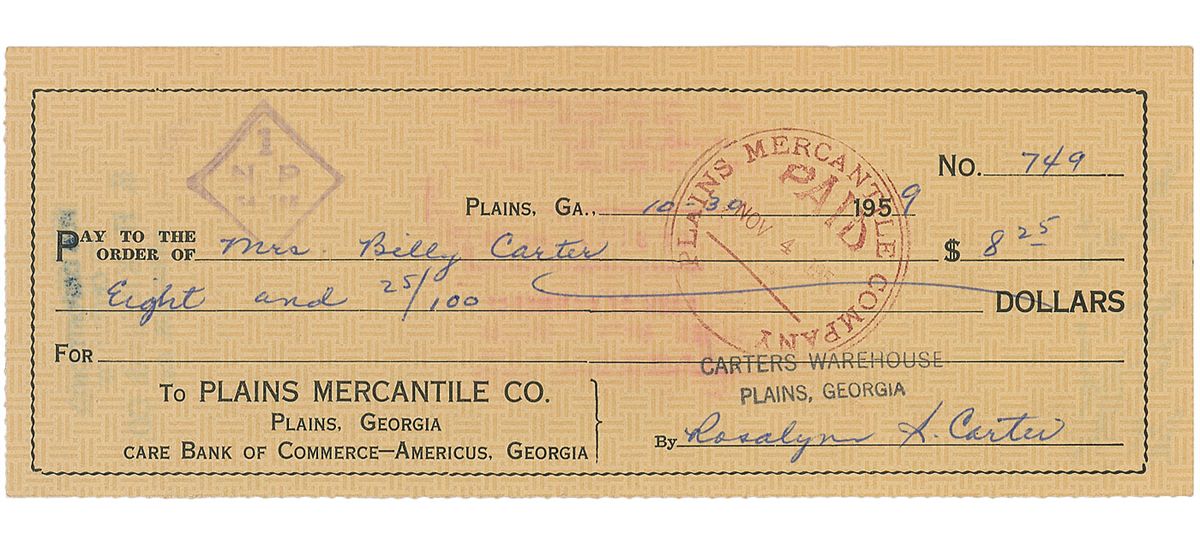 1
N P
No. 749
PLAINS, GA., 10-30 1959
PAY TO THE ORDER OF Mrs. Billy Carter $ 8 25
Eight and 25/100 DOLLARS
PLAINS MERCANTILE COMPANY
PAID
NOV 4
FOR
CARTERS WAREHOUSE
PLAINS, GEORGIA
TO PLAINS MERCANTILE CO.
PLAINS, GEORGIA
CARE BANK OF COMMERCE—AMERICUS, GEORGIA
By Rosalynn S. Carter